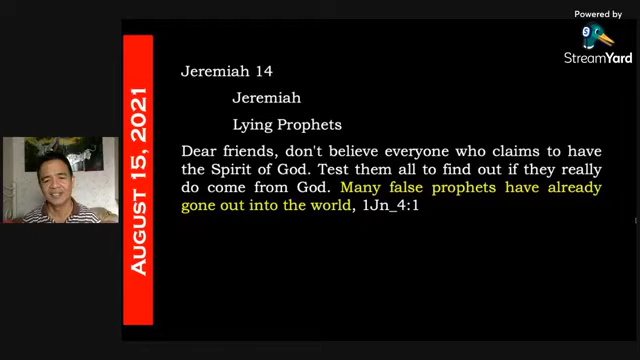 Powered by
S
StreamYard
AUGUST 15, 2021
Jeremiah 14
Jeremiah
Lying Prophets
Dear friends, don't believe everyone who claims to have
the Spirit of God. Test them all to find out if they really
do come from God. Many false prophets have already
gone out into the world, 1Jn_4:1